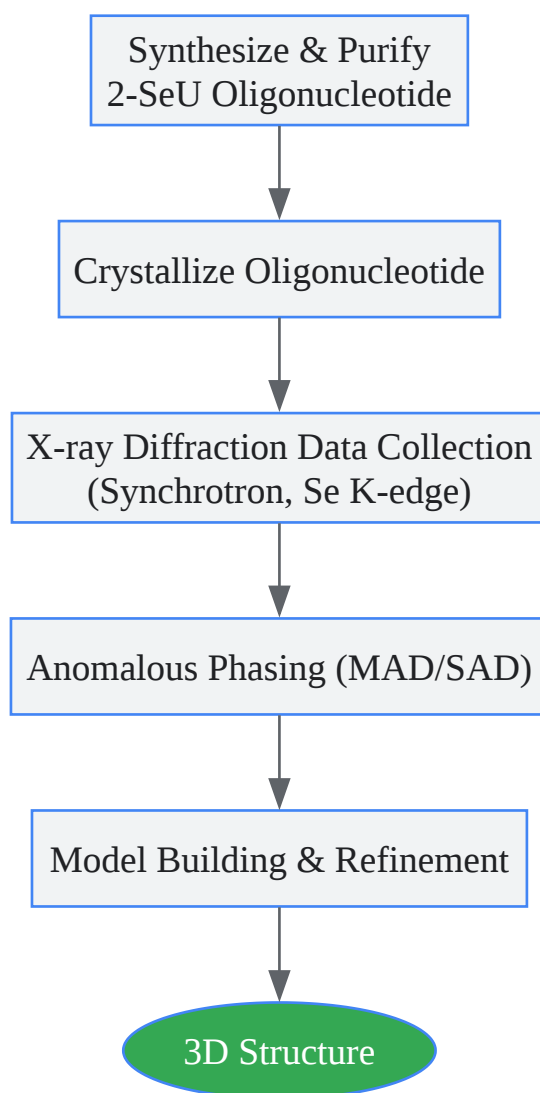 Synthesize & Purify
2-SeU Oligonucleotide
Crystallize Oligonucleotide
X-ray Diffraction Data Collection
(Synchrotron, Se K-edge)
Anomalous Phasing (MAD/SAD)
Model Building & Refinement
3D Structure